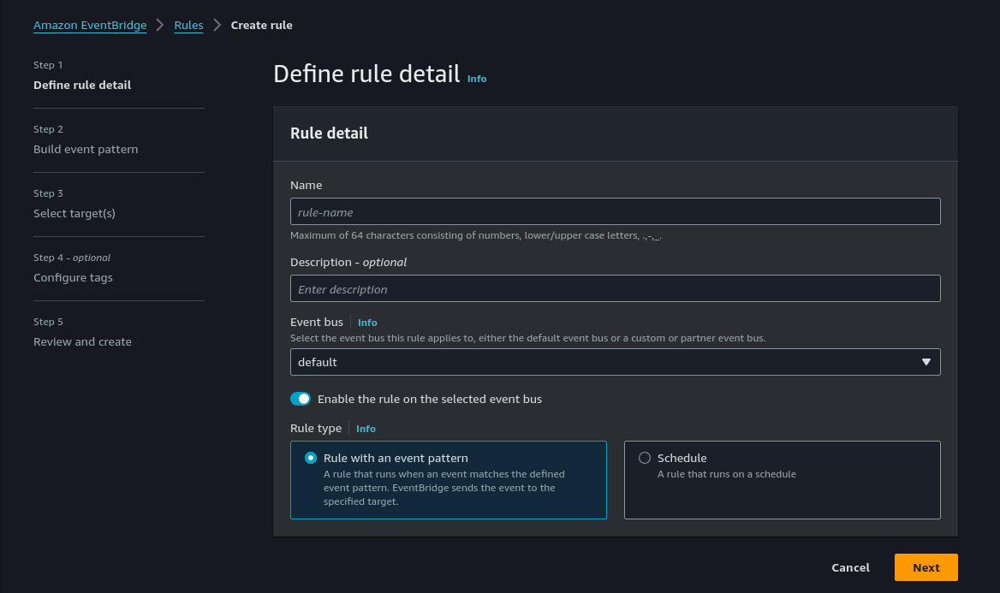 Amazon EventBridge > Rules > Create rule
Step 1
Define rule detail
Step 2
Build event pattern
Step 3
Select target(s)
Step 4 - optional
Configure tags
Step 5
Review and create
Define rule detail Info
Rule detail
Name
rule-name
Maximum of 64 characters consisting of numbers, lower/upper case letters, .,-,_.
Description - optional
Enter description
Event bus Info
Select the event bus this rule applies to, either the default event bus or a custom or partner event bus.
default
Enable the rule on the selected event bus
Rule type Info
Rule with an event pattern
A rule that runs when an event matches the defined
event pattern. EventBridge sends the event to the
specified target.
Schedule
A rule that runs on a schedule
Cancel
Next